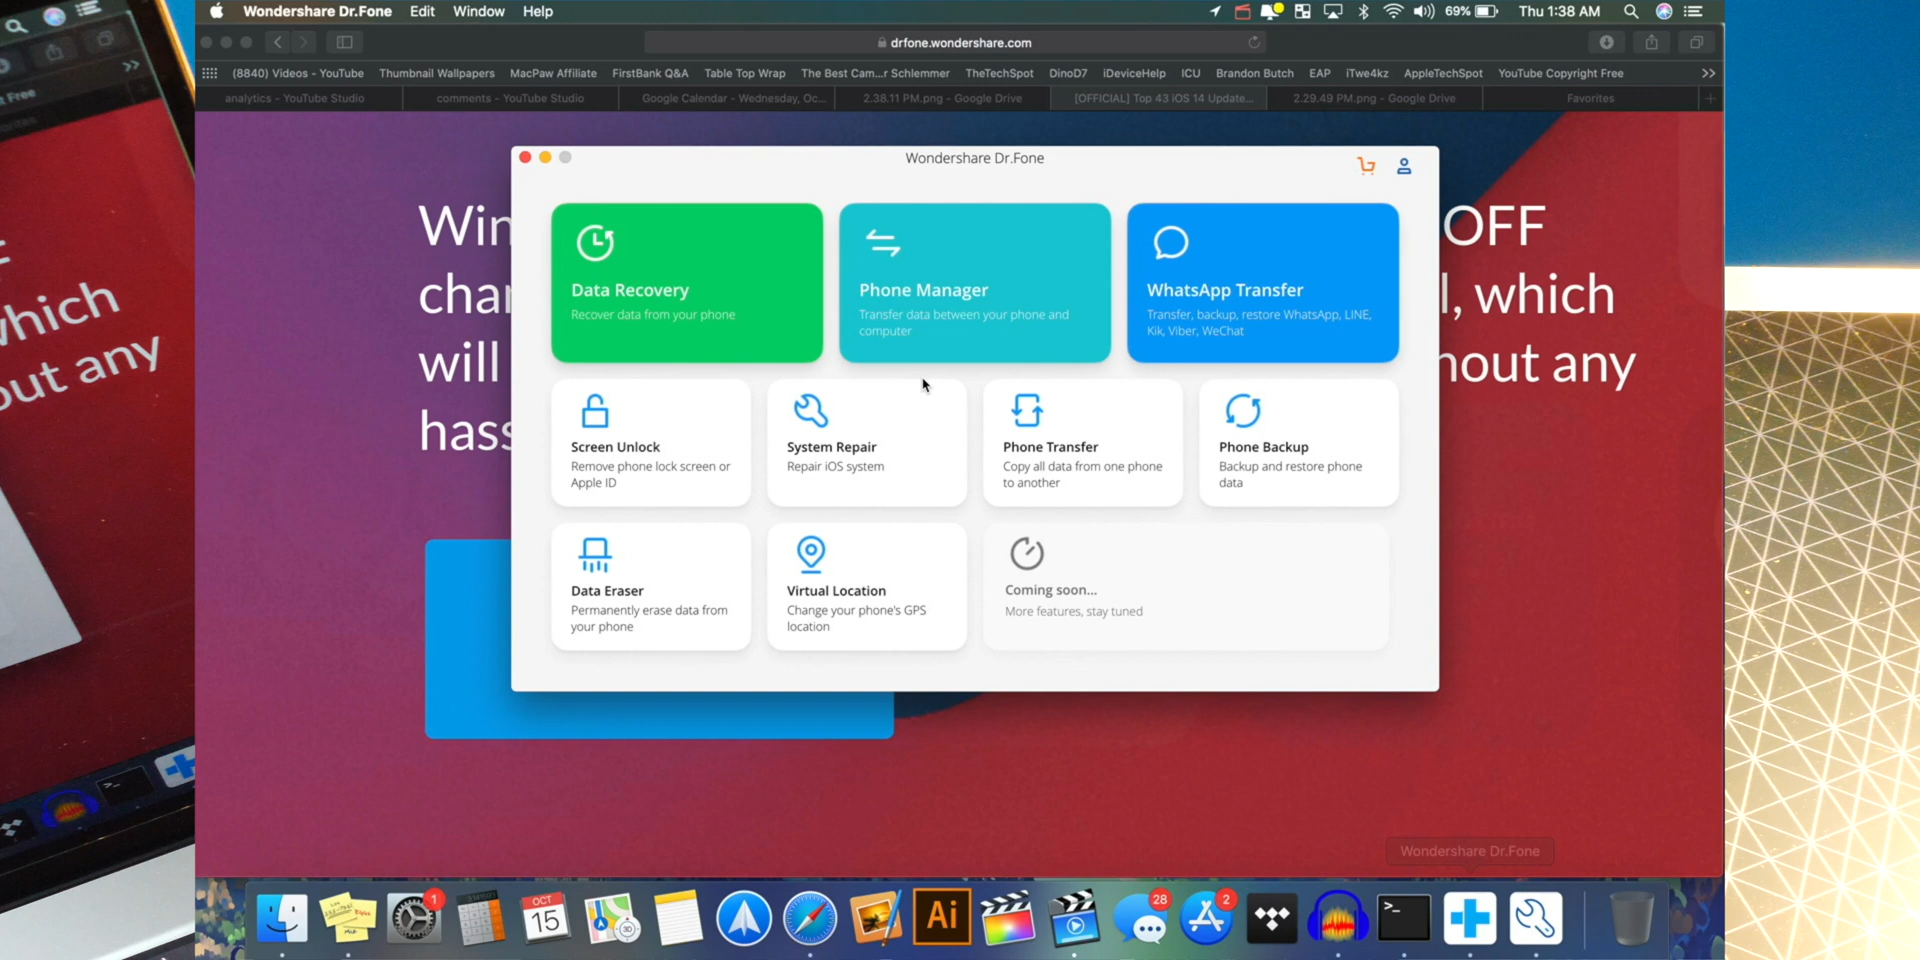 Wondershare Dr.Fone Edit Window Help
69% Thu 1:38 AM
drfone.wondershare.com
(8840) Videos - YouTube Thumbnail Wallpapers MacPaw Affiliate FirstBank Q&A Table Top Wrap The Best Cam...r Schlemmer TheTechSpot DinoD7 iDeviceHelp ICU Brandon Butch EAP iTwe4kz AppleTechSpot YouTube Copyright Free
analytics - YouTube Studio comments - YouTube Studio Google Calendar - Wednesday, Oc... 2.38.11 PM.png - Google Drive [OFFICIAL] Top 43 iOS 14 Update... 2.29.49 PM.png - Google Drive Favorites
Free
which
out any
OFF
which
out any
will
Wondershare Dr.Fone
Data Recovery
Recover data from your phone
Phone Manager
Transfer data between your phone and
computer
WhatsApp Transfer
Transfer, backup, restore WhatsApp, LINE,
Kik, Viber, WeChat
Screen Unlock
Remove phone lock screen or
Apple ID
System Repair
Repair iOS system
Phone Transfer
Copy all data from one phone
to another
Phone Backup
Backup and restore phone
data
Data Eraser
Permanently erase data from
your phone
Virtual Location
Change your phone's GPS
location
Coming soon...
More features, stay tuned
Wondershare Dr.Fone
1
OCT
15
3D
Ai
28
2